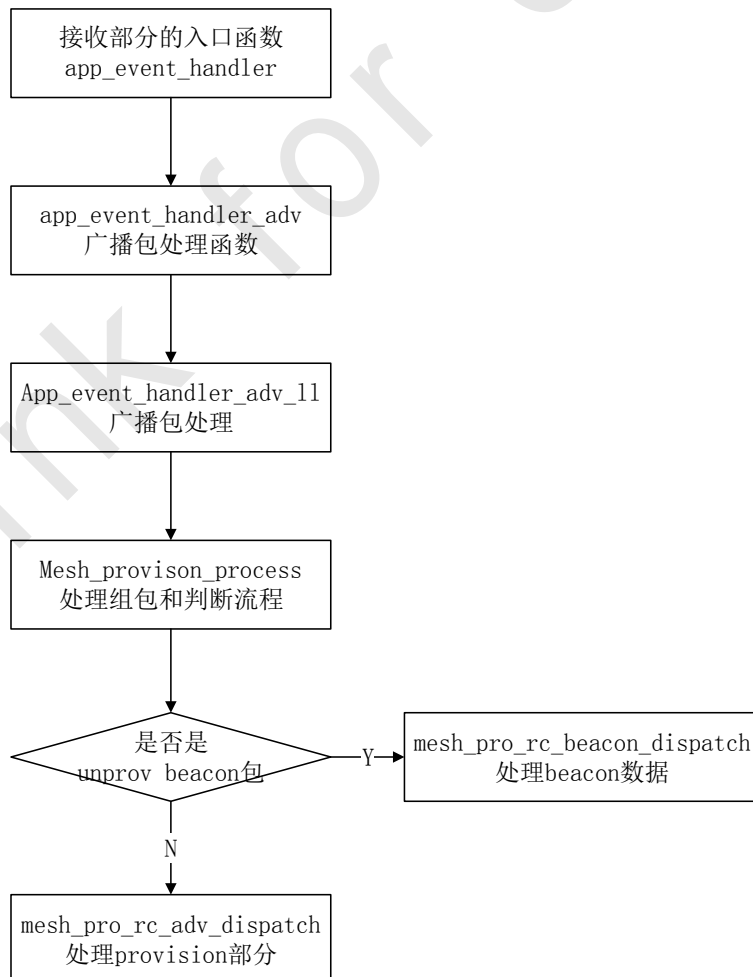 接收部分的入口函数
app_event_handler
app_event_handler_adv
广播包处理函数
App_event_handler_adv_ll
广播包处理
Mesh_provison_process
处理组包和判断流程
是否是
unprov beacon包
Y
mesh_pro_rc_beacon_dispatch
处理beacon数据
N
mesh_pro_rc_adv_dispatch
处理provision部分
ink for